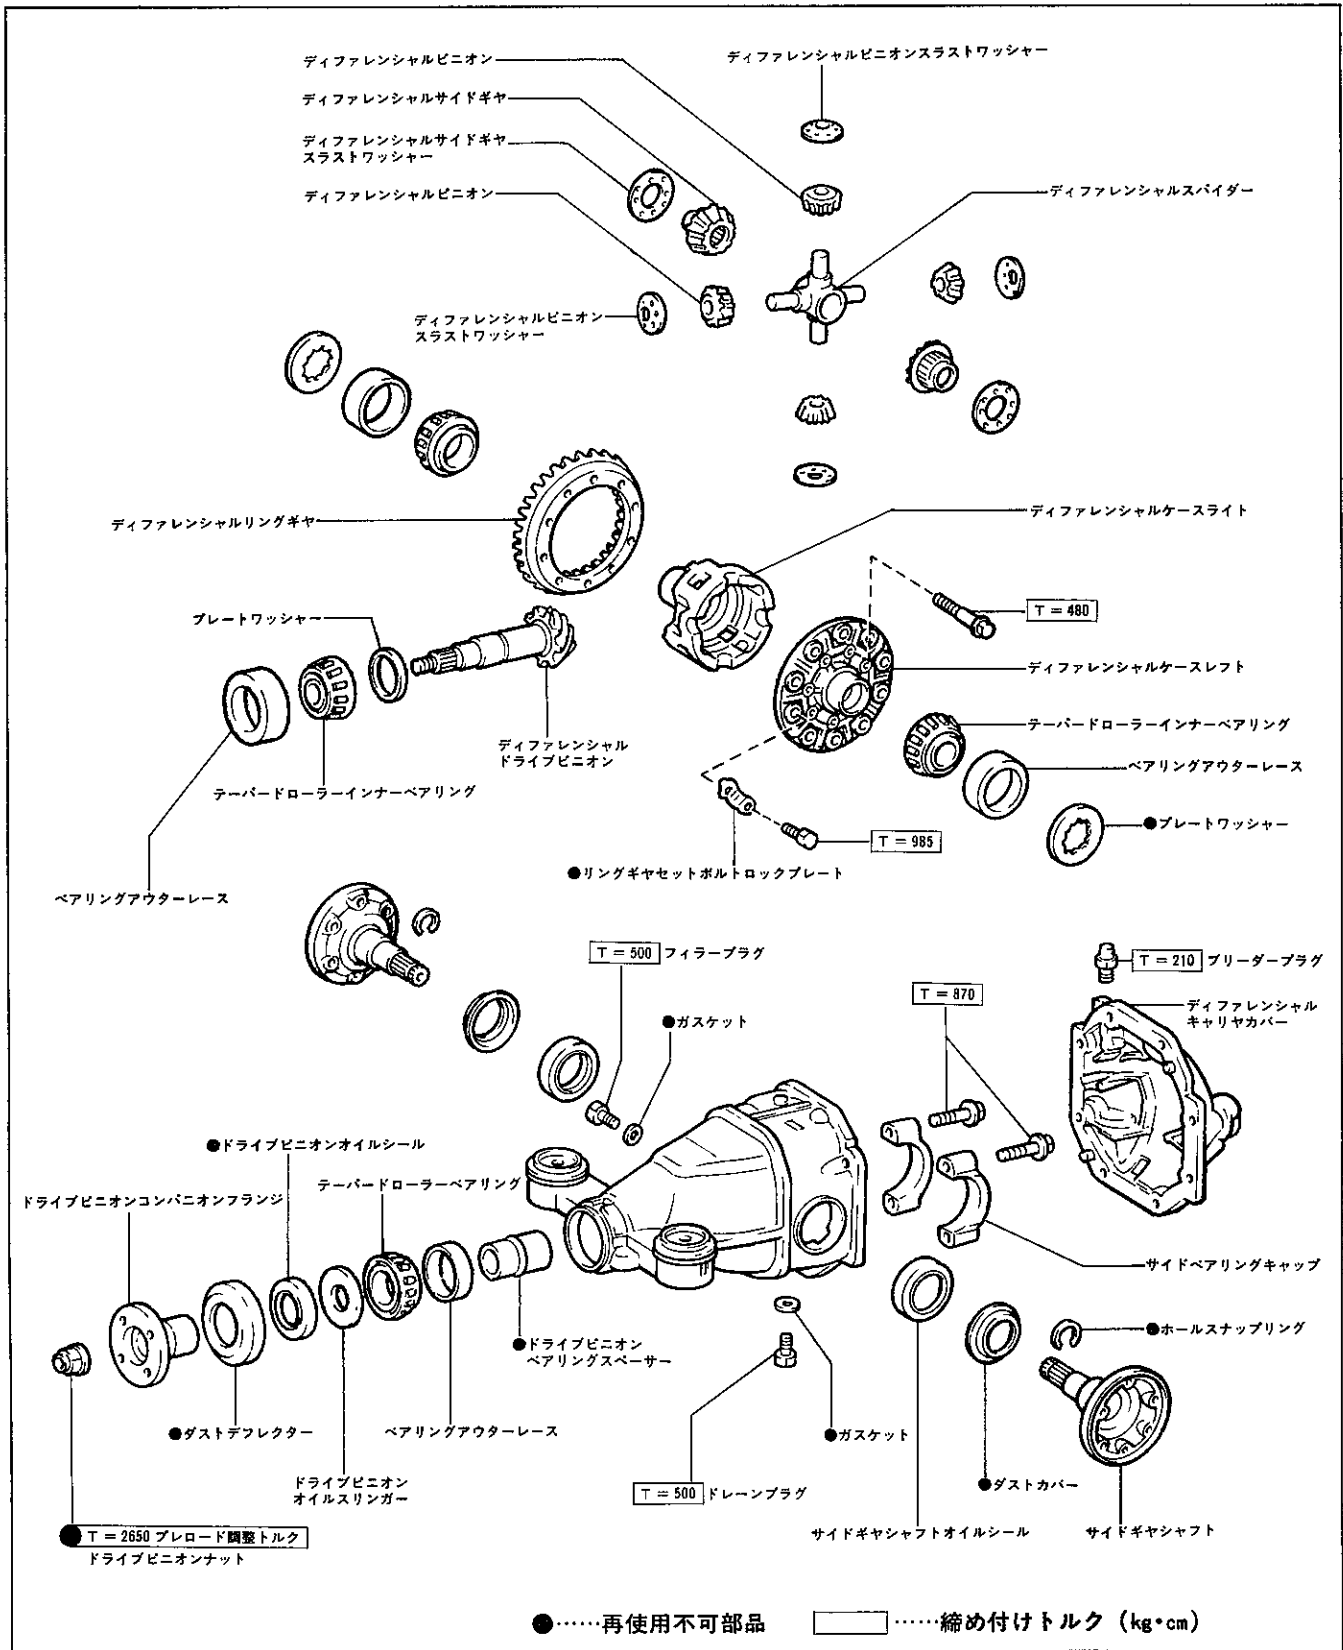 ディファレンシャルピニオン
ディファレンシャルピニオンスラストワッシャー
ディファレンシャルサイドギヤ
ディファレンシャルサイドギヤ
スラストワッシャー
ディファレンシャルピニオン
ディファレンシャルスパイダー
ディファレンシャルピニオン
スラストワッシャー
ディファレンシャルリングギヤ
ディファレンシャルケースライト
T = 480
プレートワッシャー
ディファレンシャルケースレフト
テーパードローラーインナーベアリング
ディファレンシャル
ドライブピニオン
ベアリングアウターレース
テーパードローラーインナーベアリング
●プレートワッシャー
T = 985
●リングギヤセットボルトロックプレート
ベアリングアウターレース
T = 500 フィラープラグ
T = 210 ブリーダープラグ
T = 870
ディファレンシャル
キャリヤカバー
●ガスケット
●ドライブピニオンオイルシール
テーパードローラーベアリング
ドライブピニオンコンパニオンフランジ
サイドベアリングキャップ
●ホールスナップリング
●ドライブピニオン
ベアリングスペーサー
●ダストデフレクター
ベアリングアウターレース
●ガスケット
ドライブピニオン
オイルスリンガー
●ダストカバー
T = 500 ドレーンプラグ
サイドギヤシャフトオイルシール
サイドギヤシャフト
● T = 2650 プレロード調整トルク
ドライブピニオンナット
●……再使用不可部品
……締め付けトルク (kg・cm)